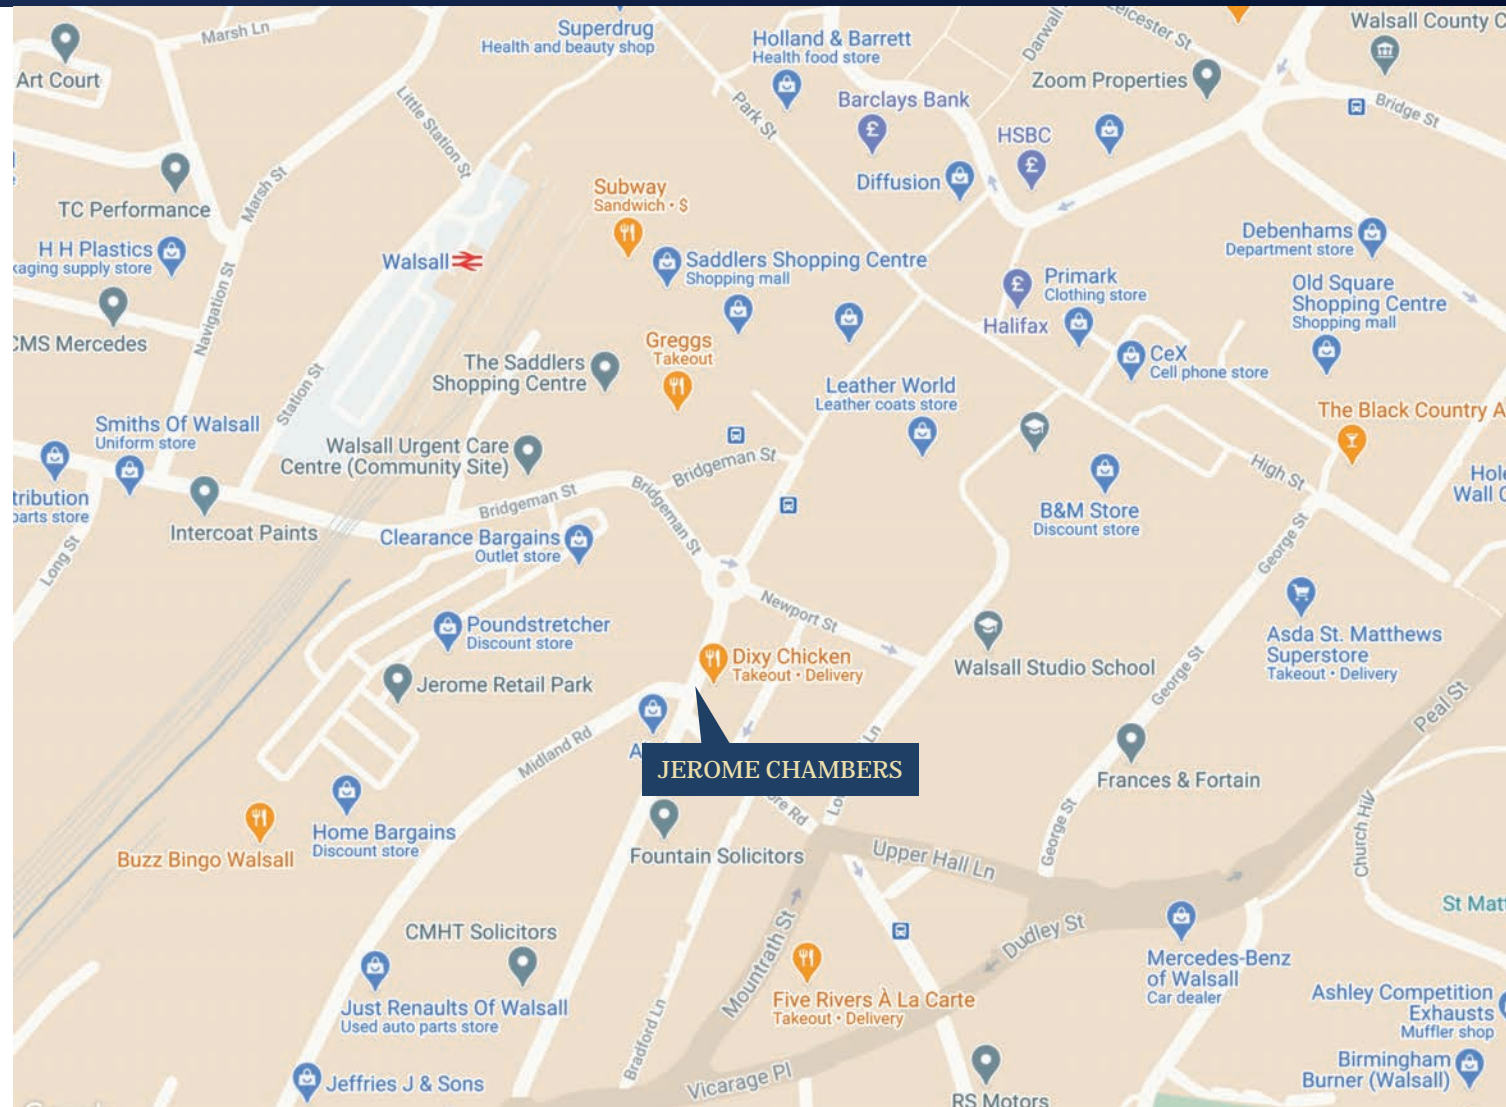 Marsh Ln
Art Court
Superdrug
Health and beauty shop
Holland & Barrett
Health food store
Darwall
eicester St
Walsall County C
Zoom Properties
Bridge St
Little Station St
Park St
Barclays Bank
HSBC
Diffusion
TC Performance
Marsh St
Subway
Sandwich • $
H H Plastics
kaging supply store
Walsall
Saddlers Shopping Centre
Shopping mall
Debenhams
Department store
Primark
Clothing store
Halifax
Old Square
Shopping Centre
Shopping mall
Navigation St
CMS Mercedes
Greggs
Takeout
The Saddlers
Shopping Centre
CeX
Cell phone store
Leather World
Leather coats store
Station St
The Black Country A
Smiths Of Walsall
Uniform store
Walsall Urgent Care
Centre (Community Site)
Bridgeman St
High St
Hole
Wall
tribution
parts store
Bridgeman St
Bridgeman St
B&M Store
Discount store
Intercoat Paints
Clearance Bargains
Outlet store
George St
Long St
Newport St
Poundstretcher
Discount store
Asda St. Matthews
Superstore
Takeout • Delivery
Dixy Chicken
Takeout • Delivery
Walsall Studio School
Jerome Retail Park
George St
Peal St
Midland Rd
A
Ln
JEROME CHAMBERS
Frances & Fortain
ore Rd
Lo
Home Bargains
Discount store
Buzz Bingo Walsall
Fountain Solicitors
Upper Hall Ln
George St
Church Hill
St Matt
CMHT Solicitors
Mountrath St
Dudley St
Mercedes-Benz
of Walsall
Car dealer
Just Renaults Of Walsall
Used auto parts store
Five Rivers À La Carte
Takeout • Delivery
Ashley Competition
Exhausts
Muffler shop
Bradford Ln
Birmingham
Burner (Walsall)
Jeffries J & Sons
Vicarage Pl
RS Motors